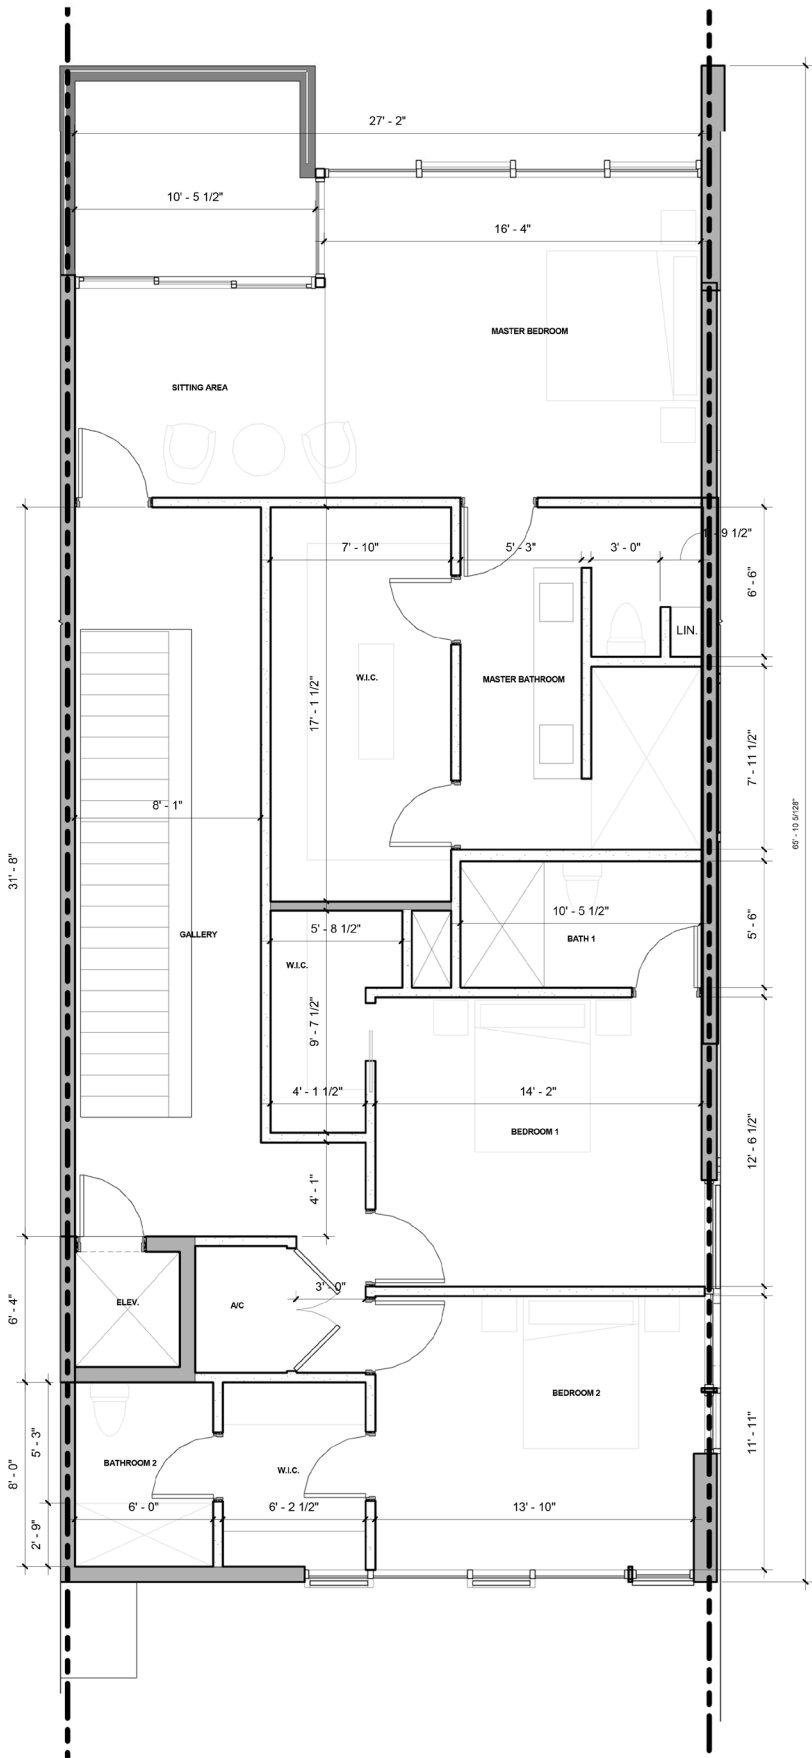 27' - 2"
10' - 5 1/2"
16' - 4"
MASTER BEDROOM
SITTING AREA
7' - 10"
5' - 3"
3' - 0"
9 1/2"
6' - 6"
LIN.
W.I.C.
MASTER BATHROOM
17' - 1 1/2"
7' - 11 1/2"
8' - 1"
65' - 10 5/128"
31' - 8"
10' - 5 1/2"
5' - 8 1/2"
GALLERY
BATH 1
5' - 6"
W.I.C.
9' - 7 1/2"
4' - 1 1/2"
14' - 2"
BEDROOM 1
12' - 6 1/2"
4' - 1"
3' - 0"
ELEV.
A/C
6' - 4"
BEDROOM 2
BATHROOM 2
W.I.C.
5' - 3"
8' - 0"
11' - 11"
6' - 0"
6' - 2 1/2"
13' - 10"
2' - 9"